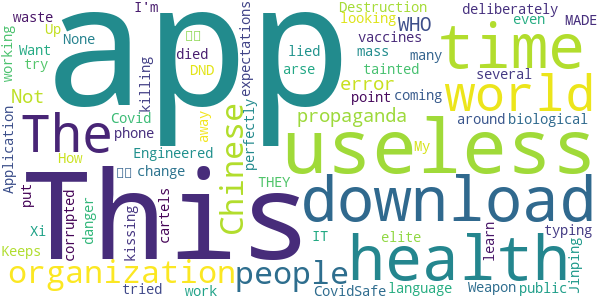 I'm
deliberately
waste
None
Up
looking
WHO
even
MADE
app
time
working
Want
try
died
DND
lied
arse
vaccines
mass
tainted
many
several
Not
killing
expectations
error
point
coming
world
The
Covid
phone
away
perfectly
Chinese
propaganda
Destruction
around
biological
Application
How
Engineered
useless
My
put
change
THEY
This
download
Xi
corrupted
danger
kissing
cartels
IT
learn
typing
Keeps
organization
people
health
elite
Jinping
tried
work
CovidSafe
language
Weapon
public